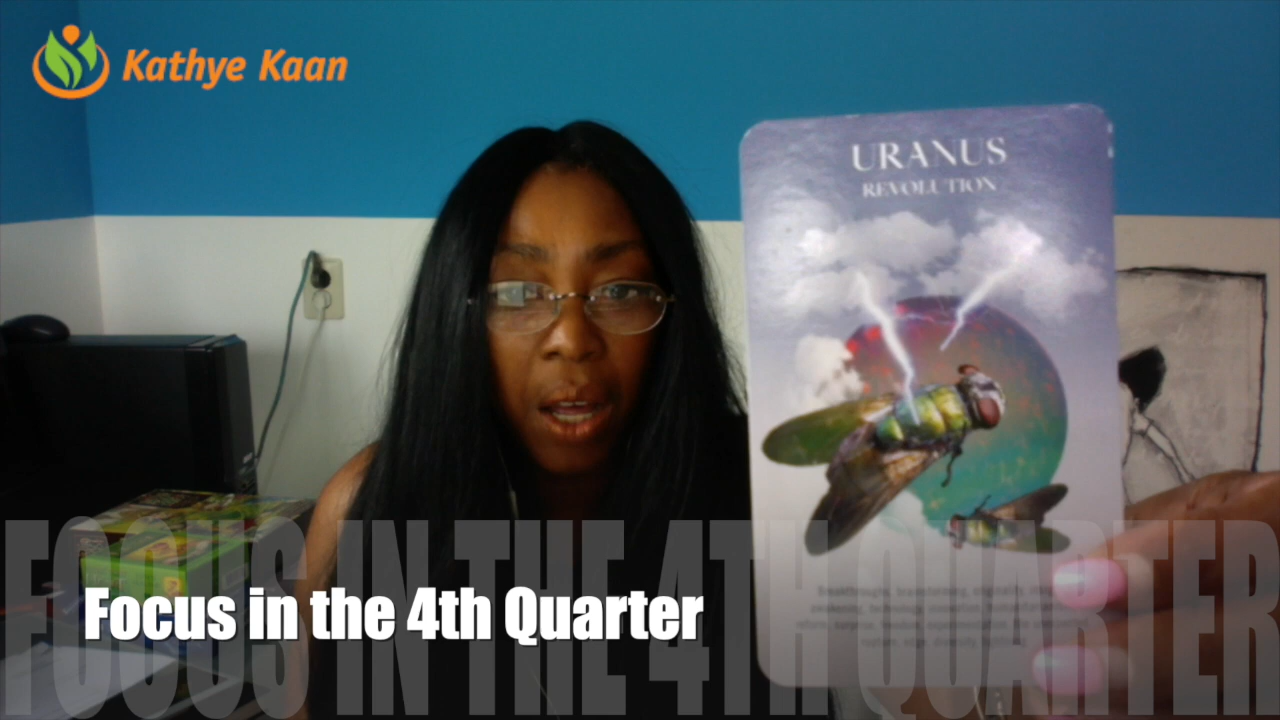 Kathye Kaan
URANUS
REVOLUTION
FOCUS IN THE 4TH QUARTER
Focus in the 4th Quarter